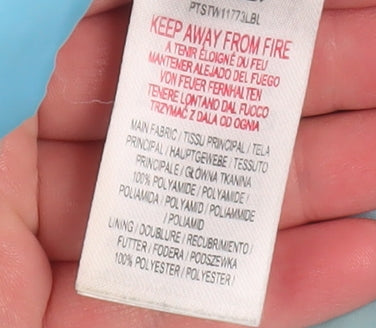 PTSTW11773LBL
KEEP AWAY FROM FIRE
A TENIR ÉLOIGNÉ DU FEU
MANTENER ALEJADO DEL FUEGO
VON FEUER FERNHALTEN
TENERE LONTANO DAL FUOCO
TRZYMAĆ Z DALA OD OGNIA
MAIN FABRIC / TISSU PRINCIPAL / TELA
PRINCIPAL / HAUPTGEWEBE / TESSUTO
PRINCIPALE / GŁÓWNA TKANINA
100% POLYAMIDE / POLYAMIDE /
POLIAMIDA / POLYAMID / POLIAMMIDE
/ POLIAMID
LINING / DOUBLURE / RECUBRIMIENTO /
FUTTER / FODERA / PODSZEWKA
100% POLYESTER / POLYESTER /